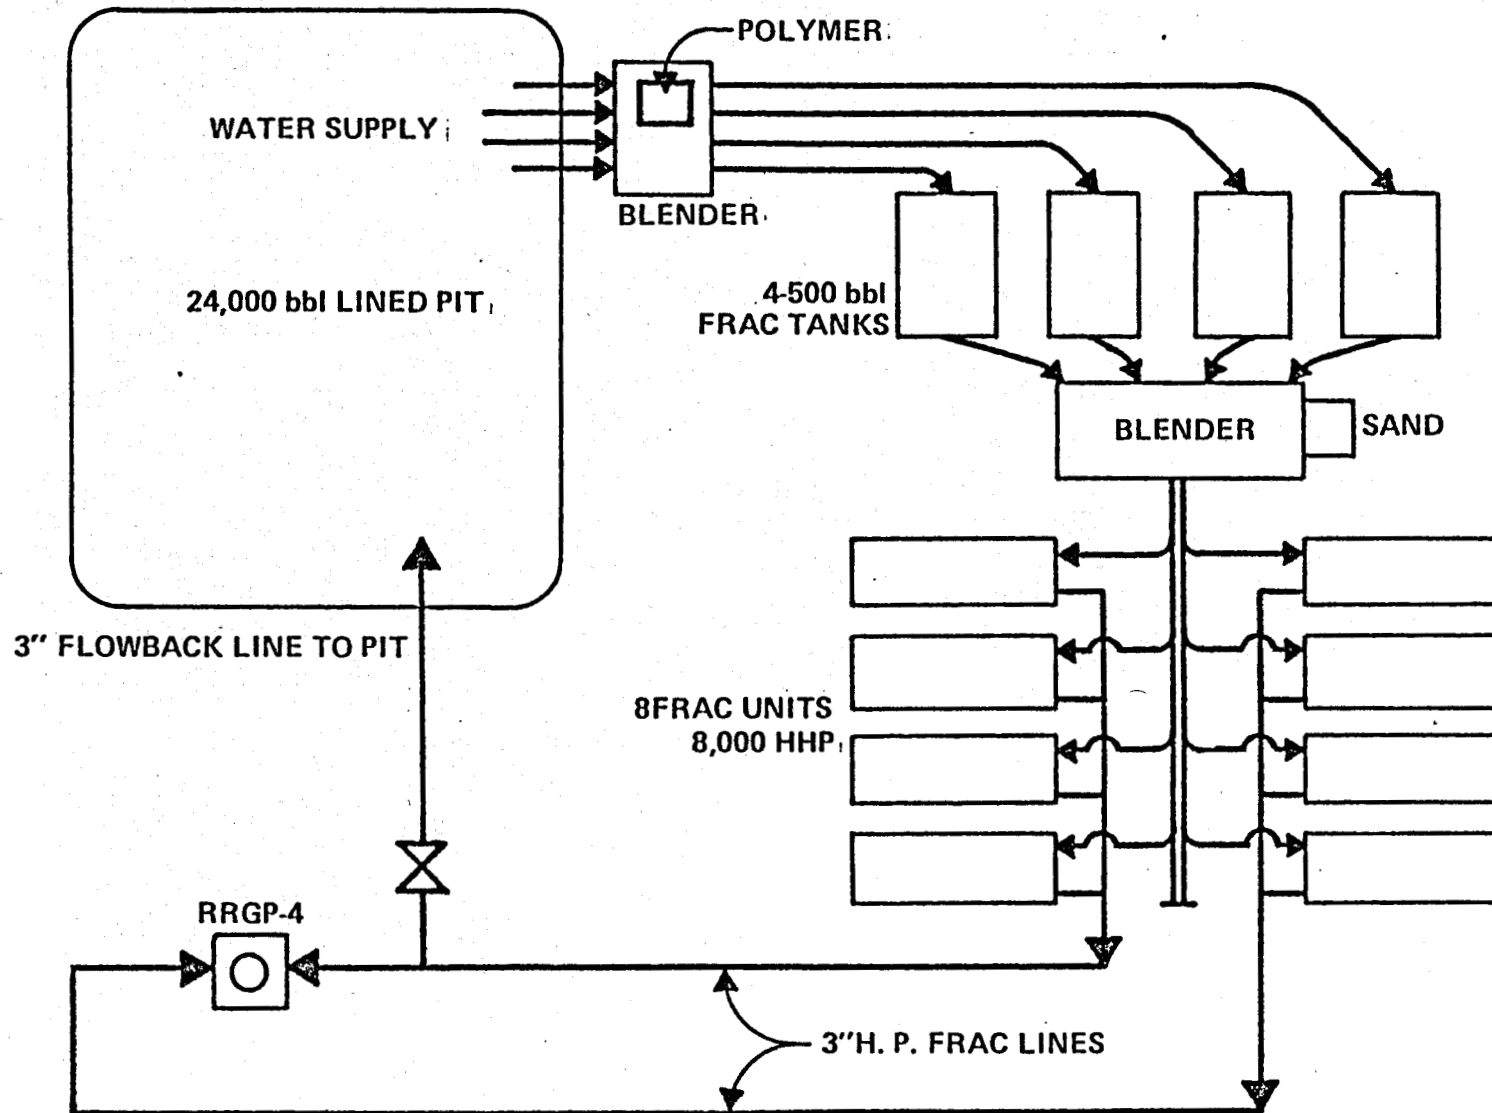 POLYMER
WATER SUPPLY
BLENDER
24,000 bbl LINED PIT
4-500 bbl
FRAC TANKS
BLENDER
SAND
3" FLOWBACK LINE TO PIT
8FRAC UNITS
8,000 HHP
RRGP-4
3"H. P. FRAC LINES